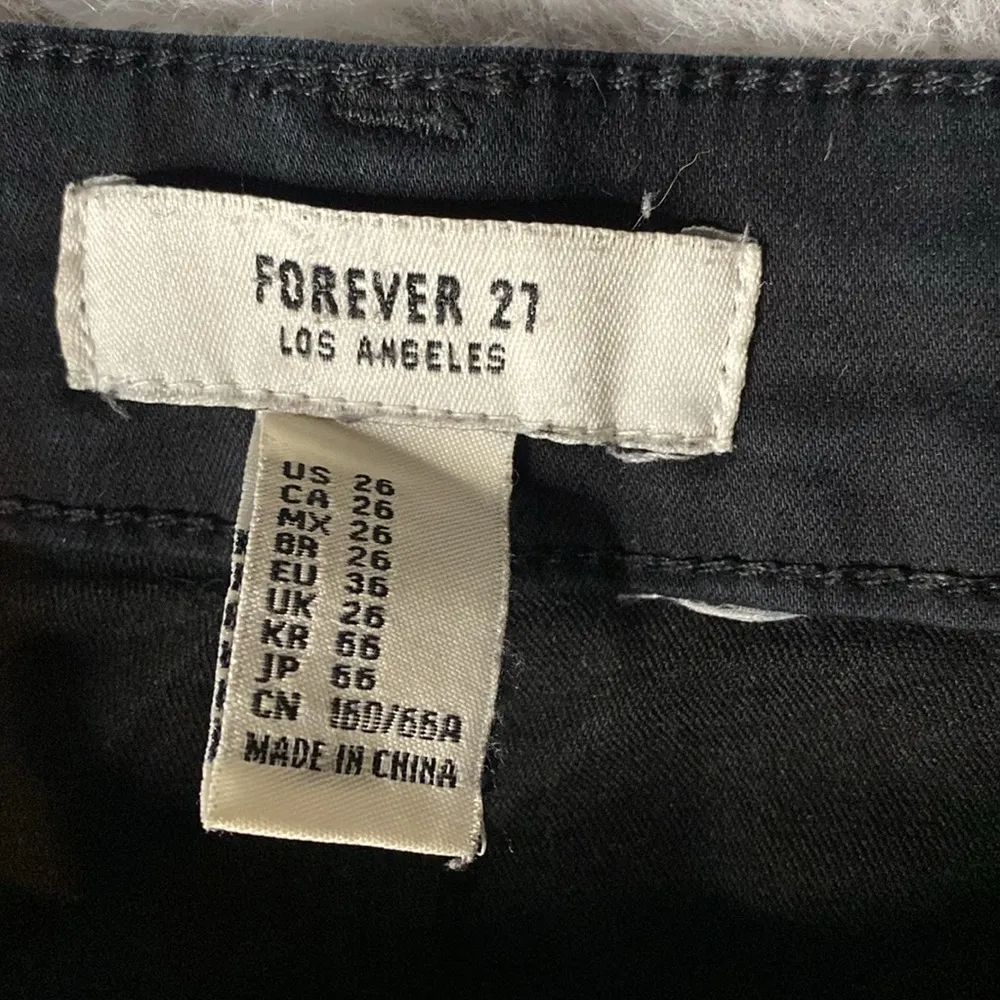 FOREVER 21
LOS ANGELES
US 26
CA 26
MX 26
BR 26
EU 36
UK 26
KR 66
JP 66
CN 160/66A
MADE IN CHINA